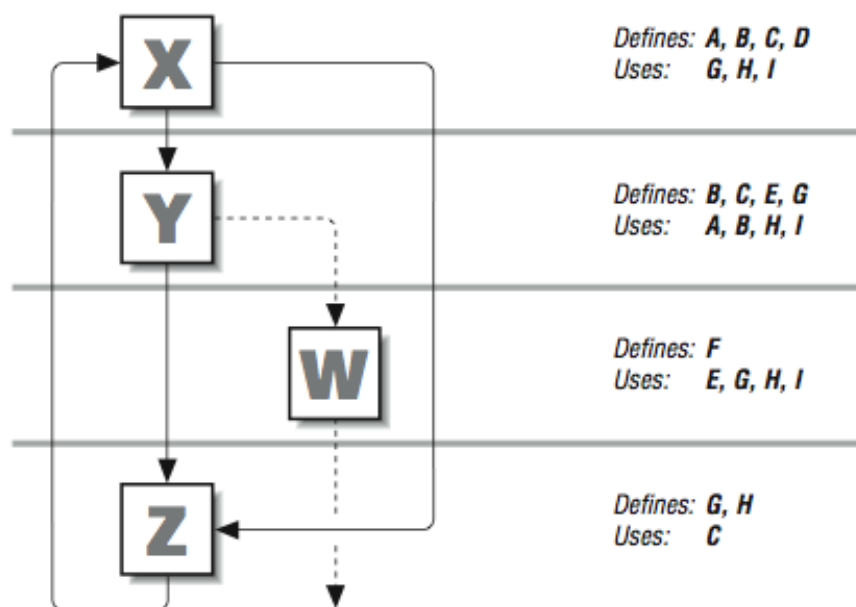 X
Defines: A, B, C, D
Uses: G, H, I
Y
Defines: B, C, E, G
Uses: A, B, H, I
W
Defines: F
Uses: E, G, H, I
Z
Defines: G, H
Uses: C